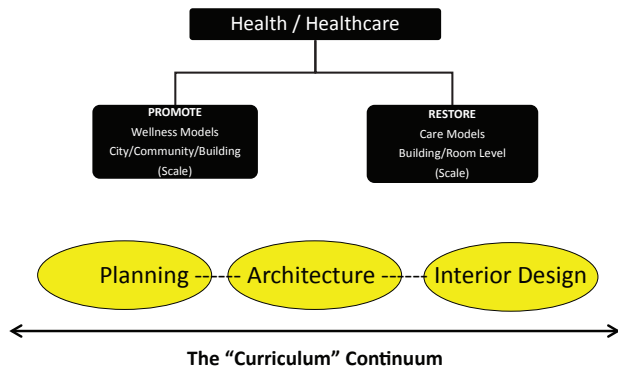 Health / Healthcare
PROMOTE
Wellness Models
City/Community/Building
(Scale)
RESTORE
Care Models
Building/Room Level
(Scale)
Planning
Architecture
Interior Design
The “Curriculum” Continuum